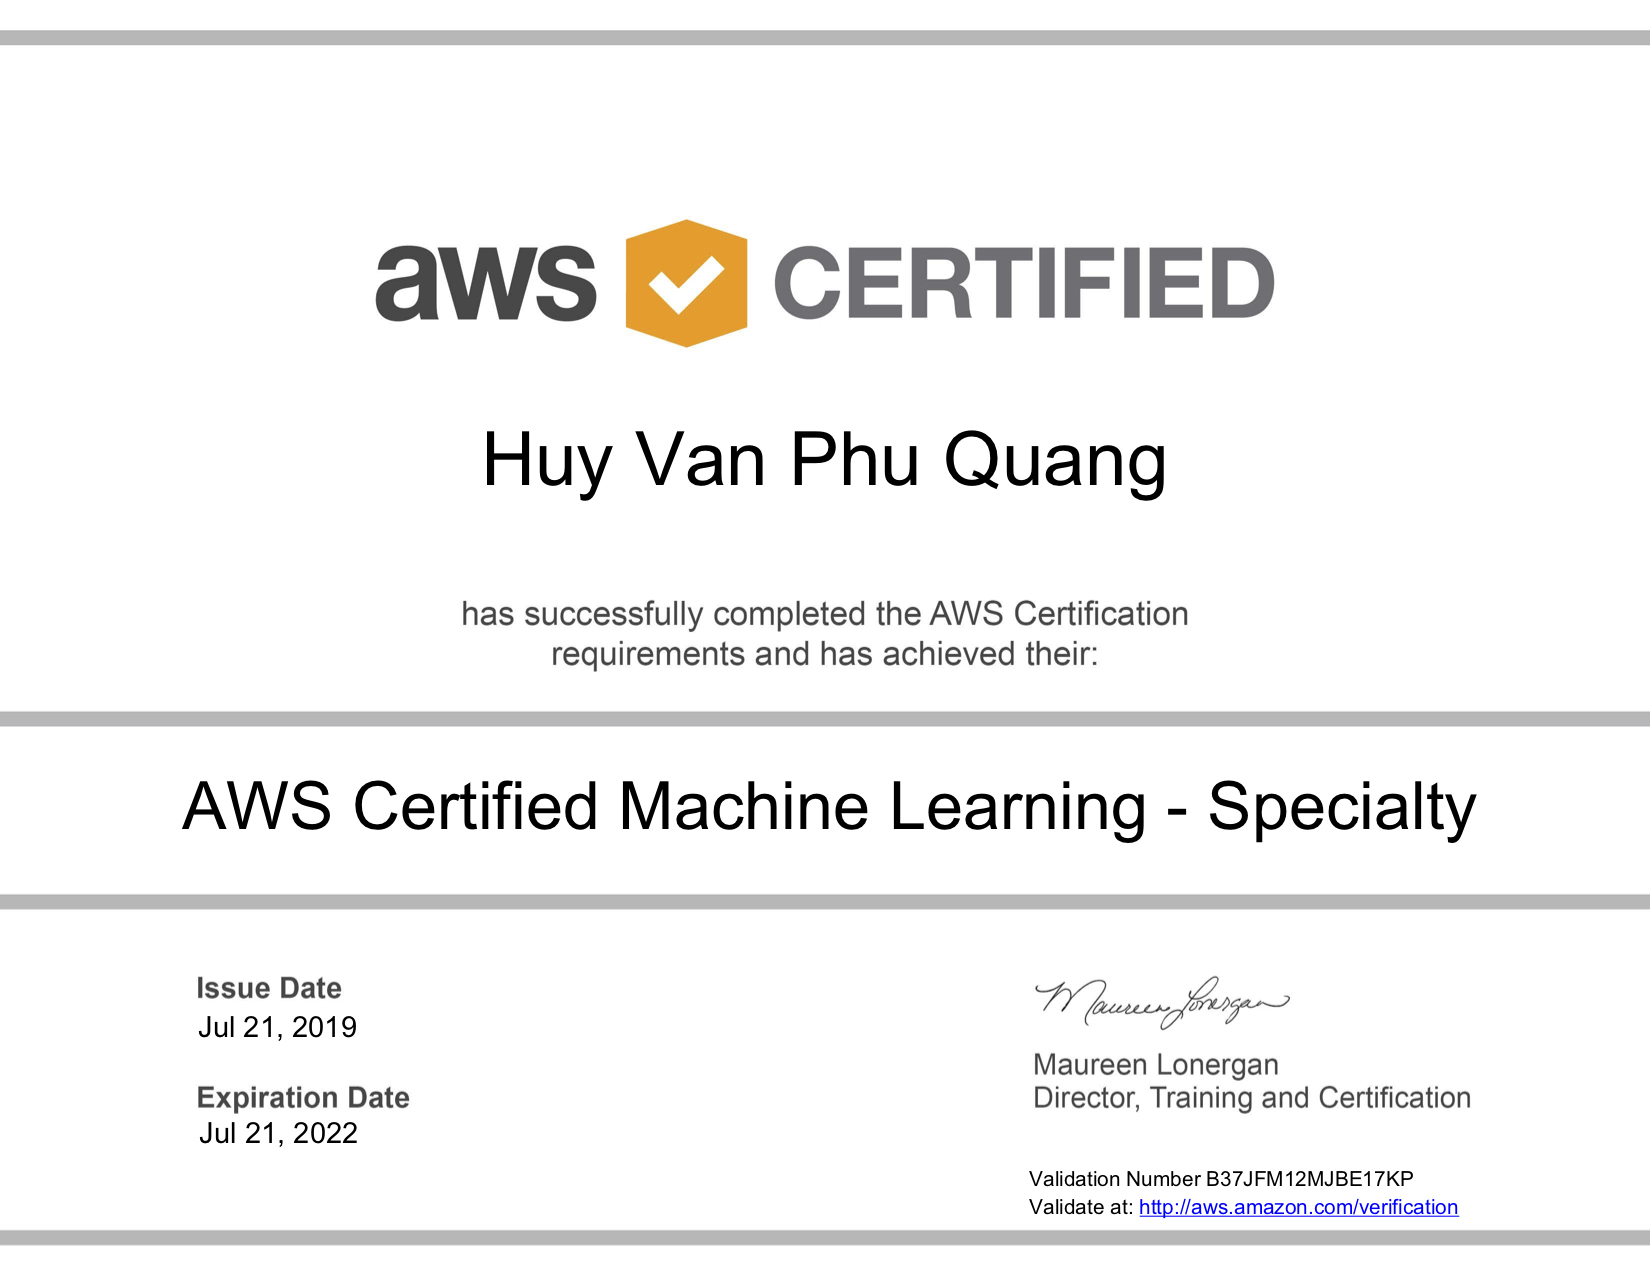 aws CERTIFIED
Huy Van Phu Quang
has successfully completed the AWS Certification
requirements and has achieved their:
AWS Certified Machine Learning - Specialty
Issue Date
Jul 21, 2019
Expiration Date
Jul 21, 2022
Maureen Lonergan
Maureen Lonergan
Director, Training and Certification
Validation Number B37JFM12MJBE17KP
Validate at: http://aws.amazon.com/verification